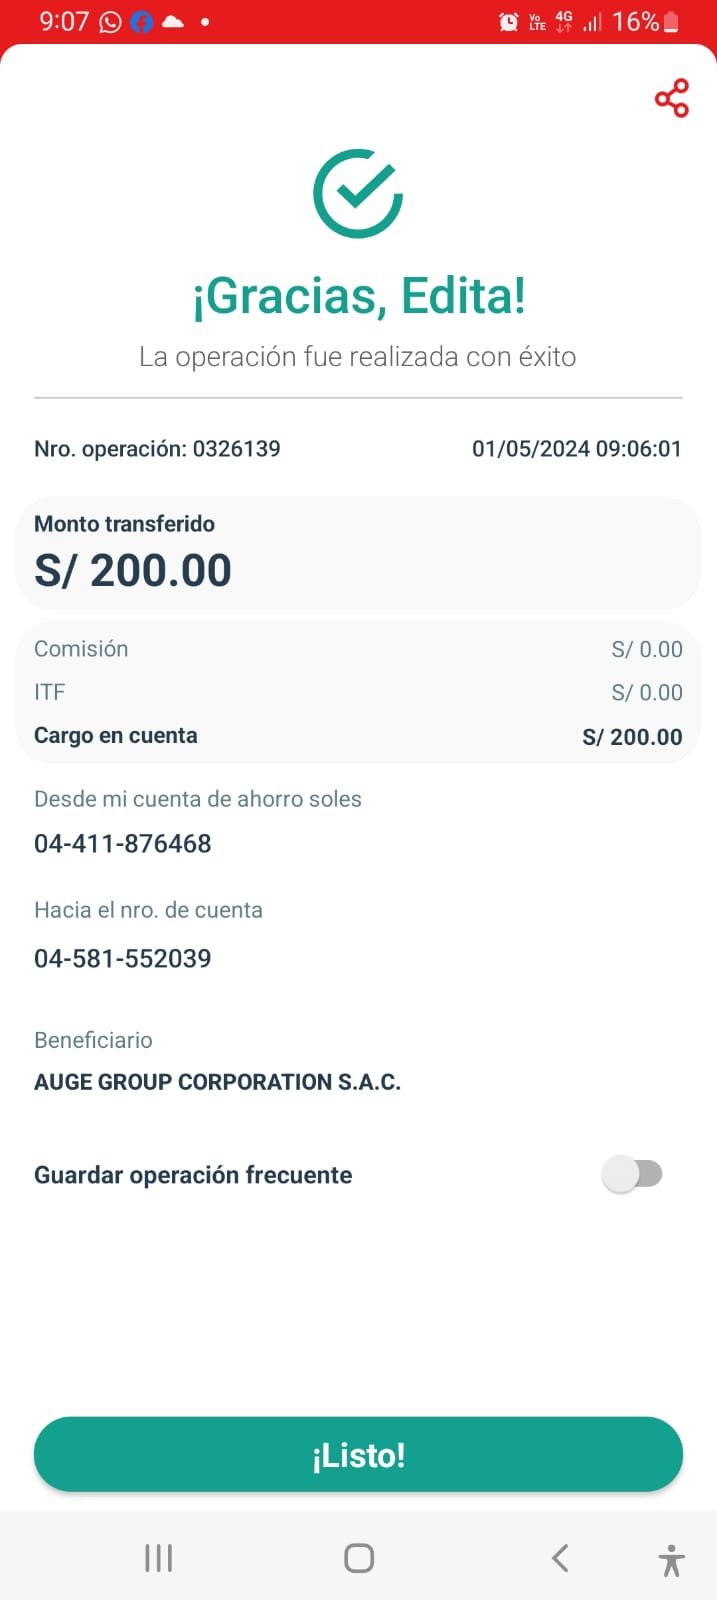 9:07 Vo LTE 4G 16%
¡Gracias, Edita!
La operación fue realizada con éxito
Nro. operación: 0326139 01/05/2024 09:06:01
Monto transferido
S/ 200.00
Comisión S/ 0.00
ITF S/ 0.00
Cargo en cuenta S/ 200.00
Desde mi cuenta de ahorro soles
04-411-876468
Hacia el nro. de cuenta
04-581-552039
Beneficiario
AUGE GROUP CORPORATION S.A.C.
Guardar operación frecuente
¡Listo!